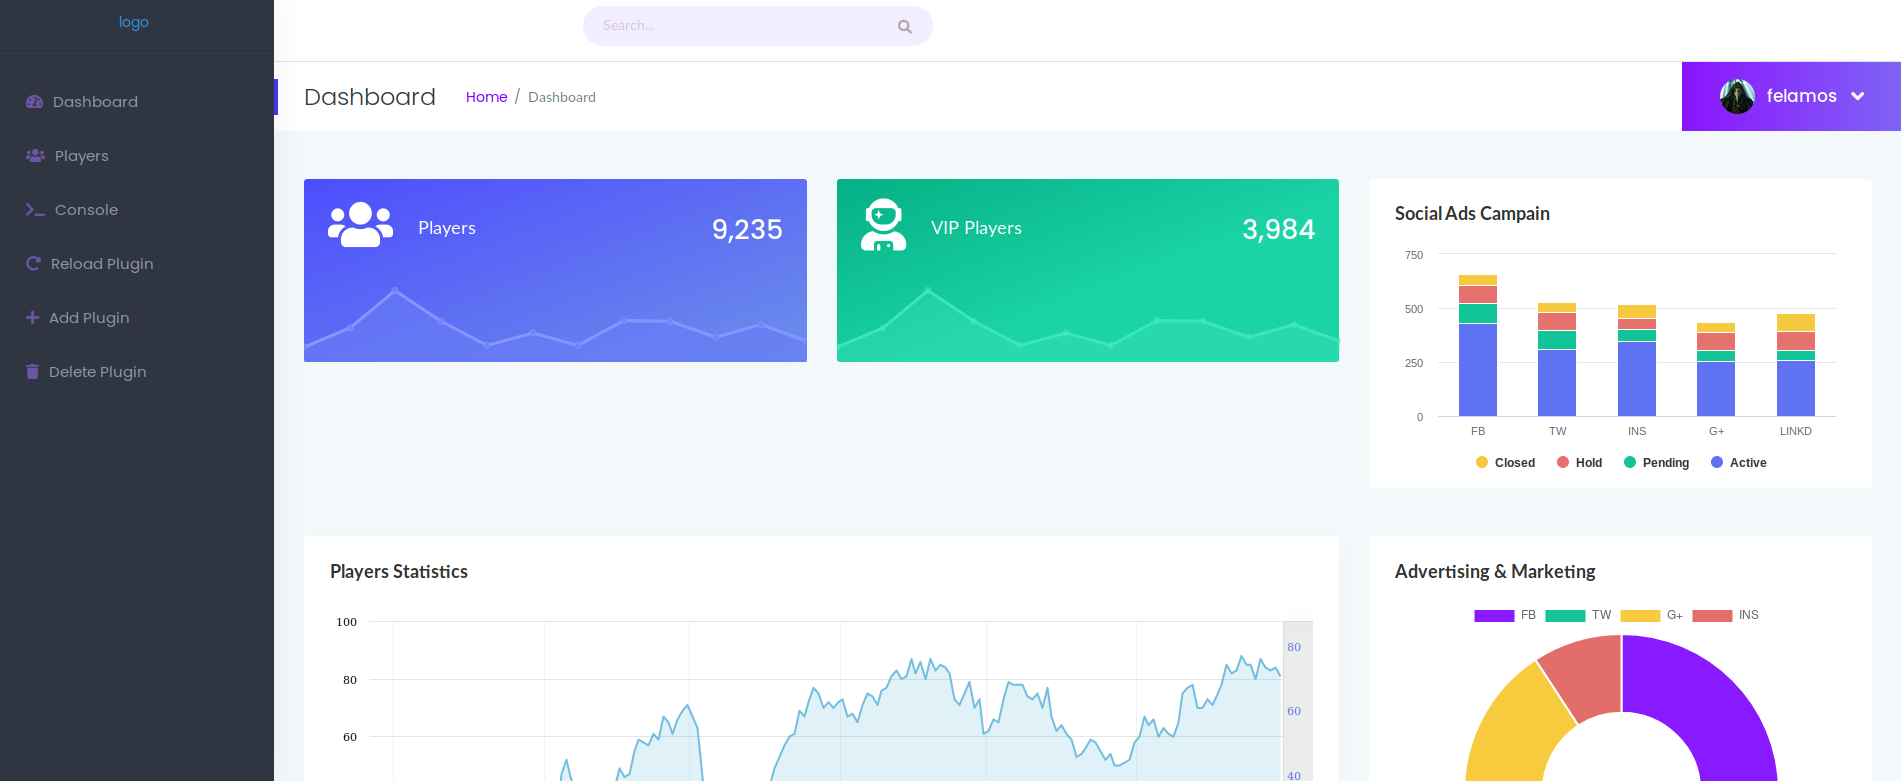 logo
Search...
Dashboard
Home / Dashboard
felamos
Dashboard
Players
Console
Reload Plugin
Add Plugin
Delete Plugin
Players
9,235
VIP Players
3,984
Social Ads Campain
750
500
250
0
FB TW INS G+ LINKD
Closed Hold Pending Active
Players Statistics
100
80
60
80
60
40
Advertising & Marketing
FB TW G+ INS